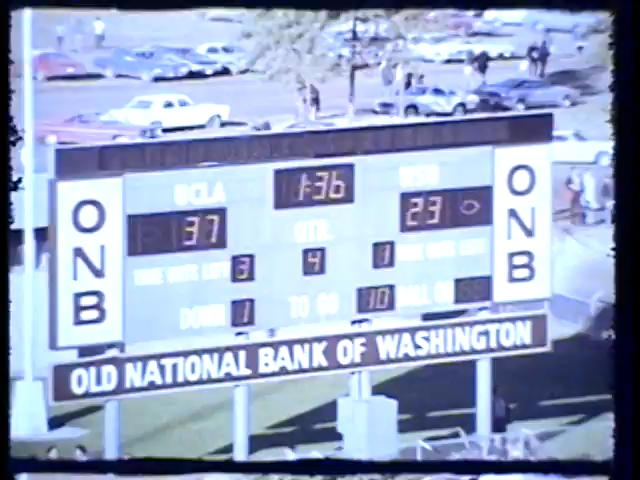 UCLA 1:36 WSU
37 23
QTR.
TIME OUTS LEFT 3 4 1 TIME OUTS LEFT
DOWN 1 TO GO 10 BALL ON
ONB
ONB
OLD NATIONAL BANK OF WASHINGTON